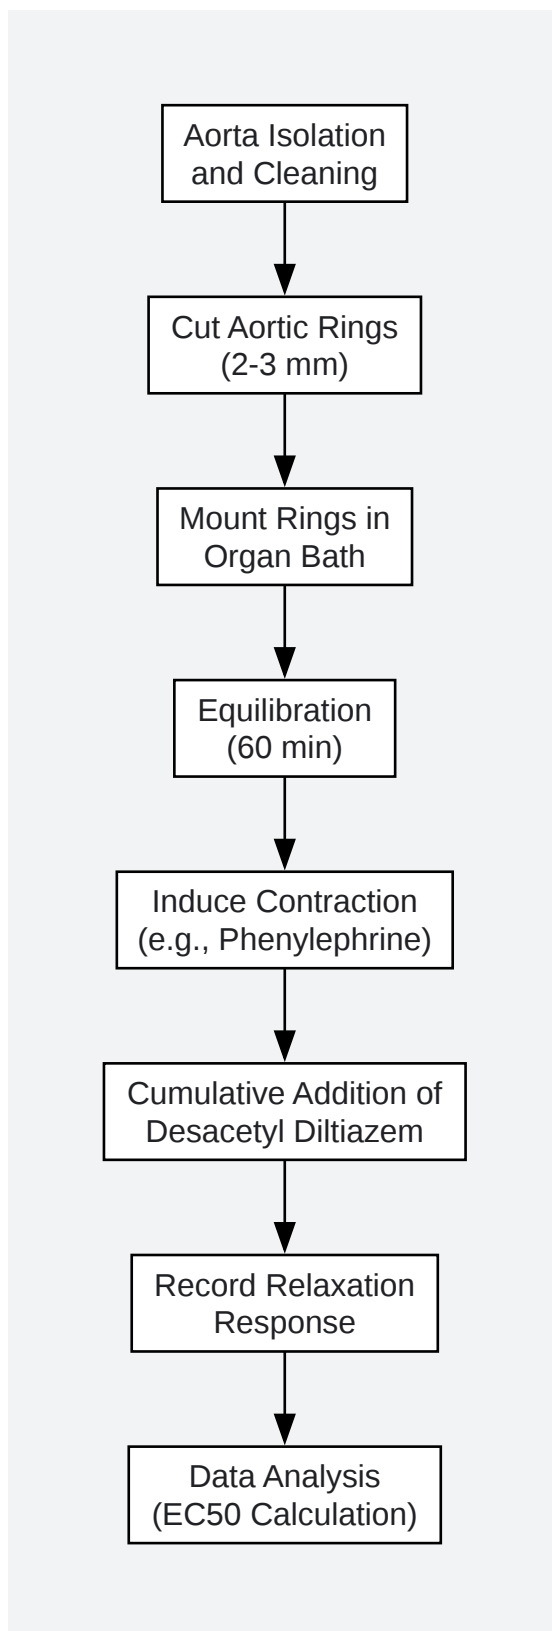 Aorta Isolation
and Cleaning
Cut Aortic Rings
(2-3 mm)
Mount Rings in
Organ Bath
Equilibration
(60 min)
Induce Contraction
(e.g., Phenylephrine)
Cumulative Addition of
Desacetyl Diltiazem
Record Relaxation
Response
Data Analysis
(EC50 Calculation)